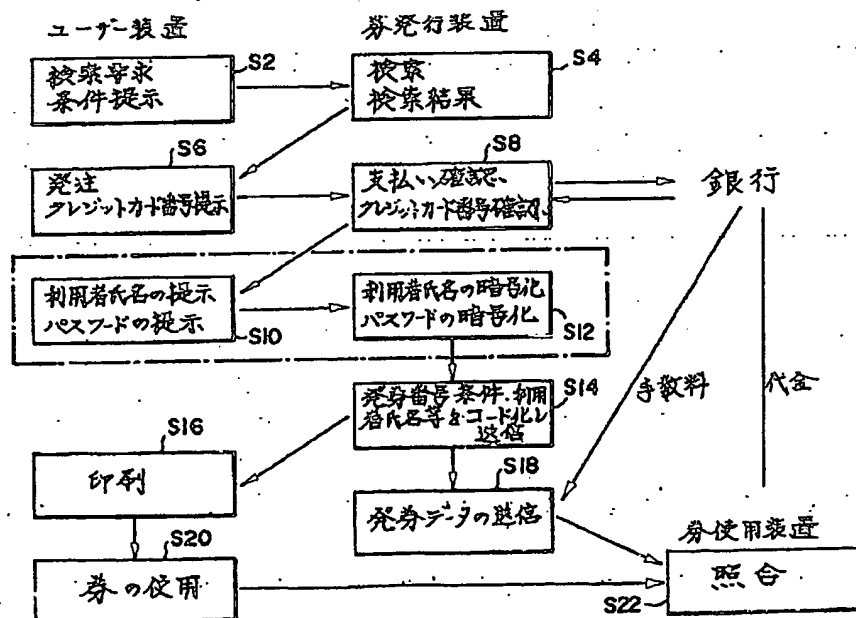 ユーザー装置
券発行装置
S2
検索要求
条件提示
S4
検索
検索結果
S6
発注
クレジットカード番号提示
S8
支払い確認、
クレジットカード番号確認、
銀行
利用者氏名の提示
パスワードの提示
S10
利用者氏名の暗号化
パスワードの暗号化
S12
S14
発券番号条件、利用
者氏名等をコード化し
送信
手数料
代金
S16
印刷
S18
発券データの送信
S20
券の使用
券使用装置
照合
S22